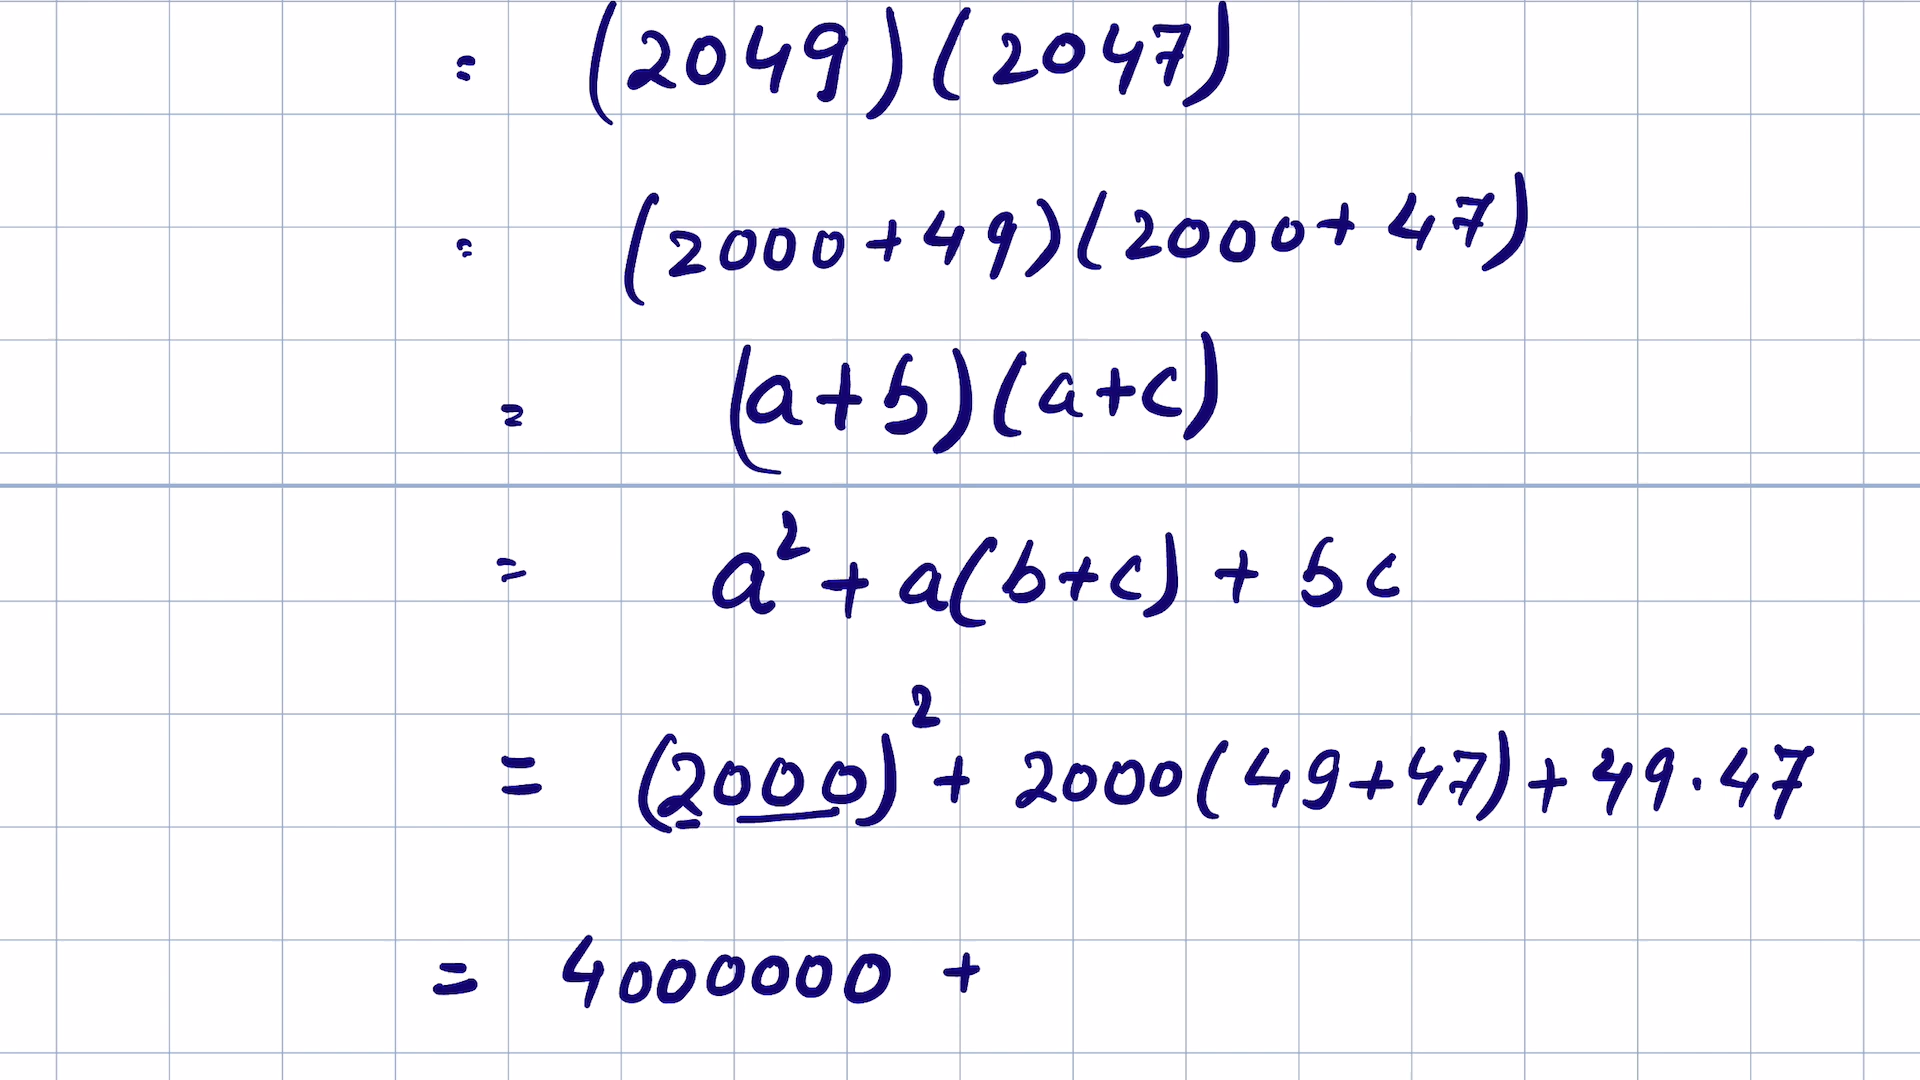 = (2049)(2047)
= (2000+49)(2000+47)
= (a+b)(a+c)
= a² + a(b+c) + bc
= (2000)² + 2000(49+47) + 49·47
= 4000000 +